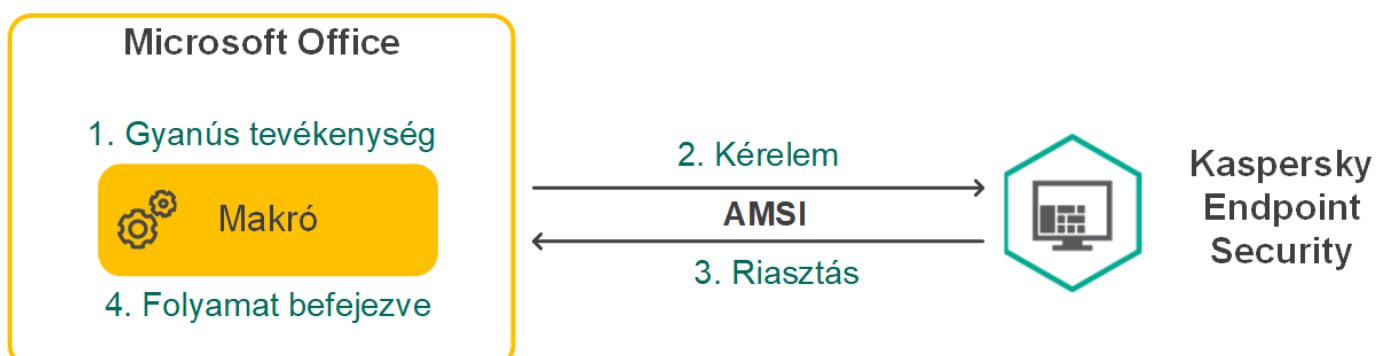 Microsoft Office
1. Gyanús tevékenység
Makró
4. Folyamat befejezve
2. Kérelem
AMSI
3. Riasztás
Kaspersky
Endpoint
Security